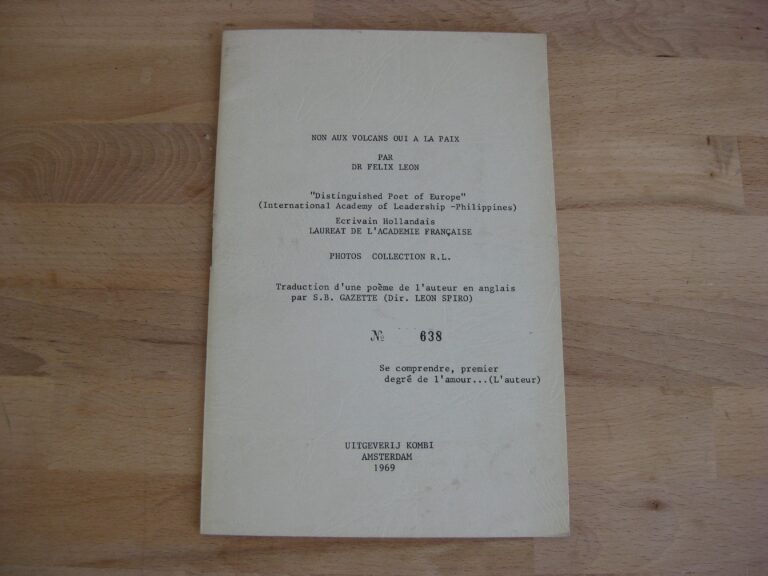 NON AUX VOLCANS OUI A LA PAIX
PAR
DR FELIX LEON
"Distinguished Poet of Europe"
(International Academy of Leadership -Philippines)
Ecrivain Hollandais
LAUREAT DE L'ACADEMIE FRANÇAISE
PHOTOS COLLECTION R.L.
Traduction d'une poème de l'auteur en anglais
par S.B. GAZETTE (Dir. LEON SPIRO)
№ 638
Se comprendre, premier
degré de l'amour...(L'auteur)
UITGEVERIJ KOMBI
AMSTERDAM
1969